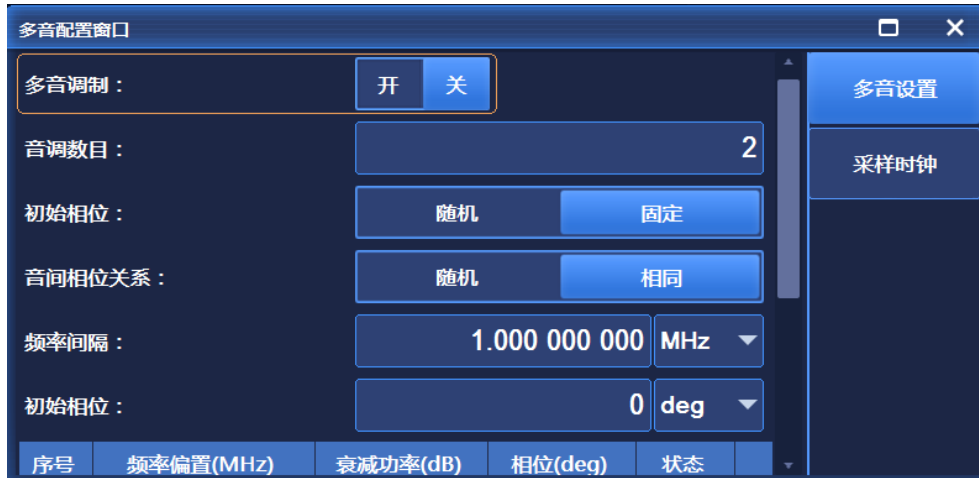 多音配置窗口
多音调制： 开 关
多音设置
音调数目： 2
采样时钟
初始相位： 随机 固定
音间相位关系： 随机 相同
频率间隔： 1.000 000 000 MHz
初始相位： 0 deg
序号 频率偏置(MHz) 衰减功率(dB) 相位(deg) 状态